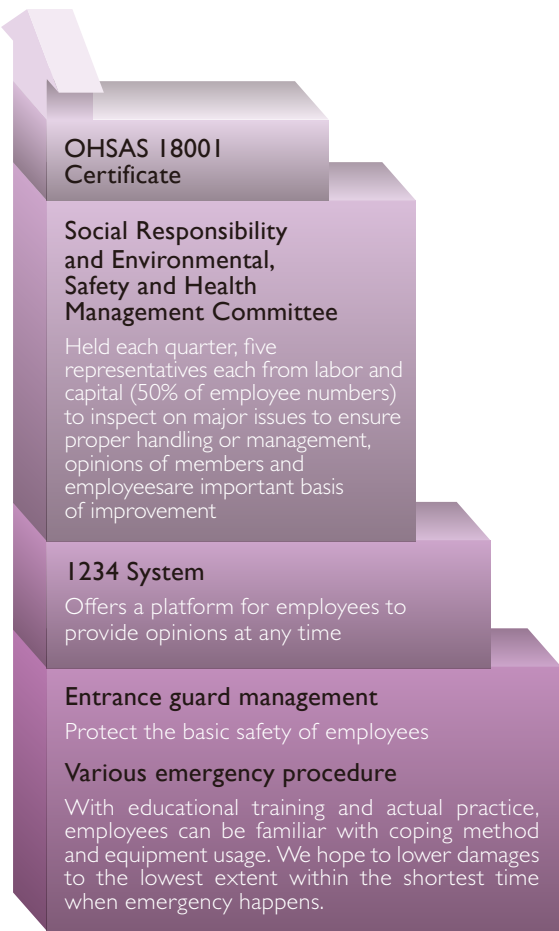 OHSAS 18001
Certificate
Social Responsibility
and Environmental,
Safety and Health
Management Committee
Held each quarter, five
representatives each from labor and
capital (50% of employee numbers)
to inspect on major issues to ensure
proper handling or management,
opinions of members and
employeesare important basis
of improvement
1234 System
Offers a platform for employees to
provide opinions at any time
Entrance guard management
Protect the basic safety of employees
Various emergency procedure
With educational training and actual practice,
employees can be familiar with coping method
and equipment usage. We hope to lower damages
to the lowest extent within the shortest time
when emergency happens.